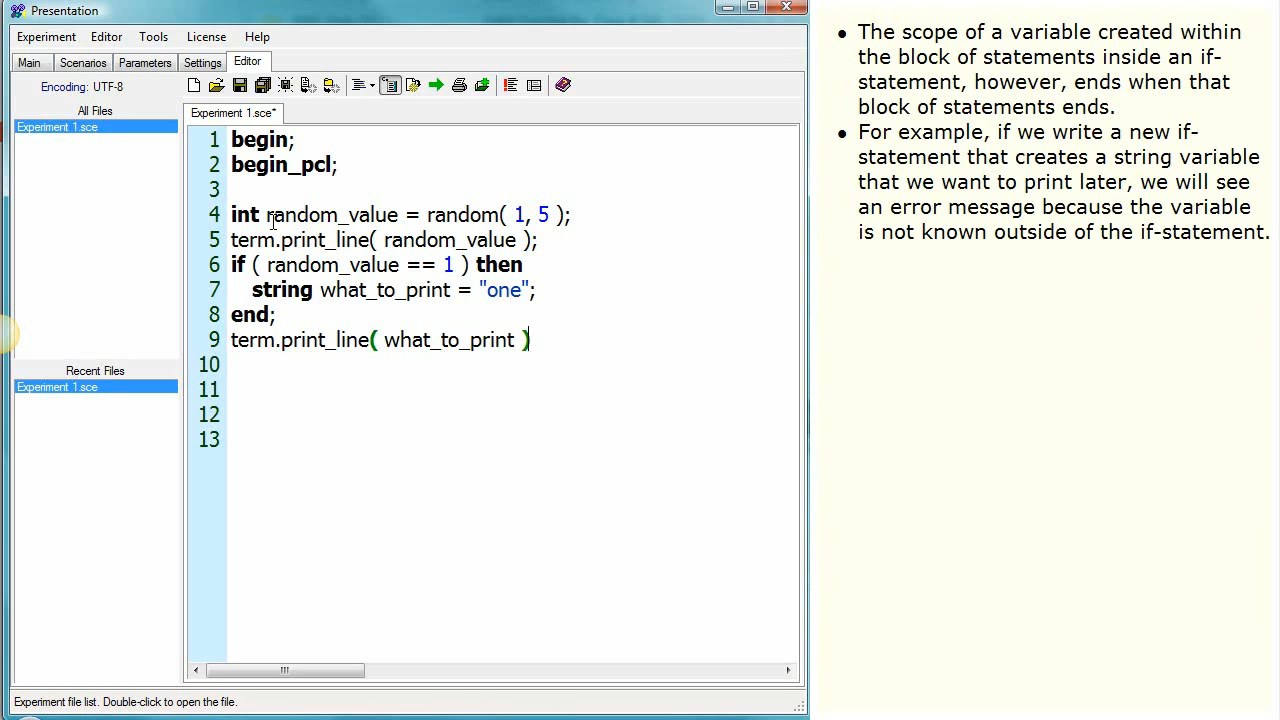 Presentation
Experiment Editor Tools License Help
Main Scenarios Parameters Settings Editor
Encoding: UTF-8
All Files
Experiment 1.sce
Recent Files
Experiment 1.sce
Experiment 1.sce*
1 begin;
2 begin_pcl;
3
4 int random_value = random( 1, 5 );
5 term.print_line( random_value );
6 if ( random_value == 1 ) then
7 string what_to_print = "one";
8 end;
9 term.print_line( what_to_print )
10
11
12
13
Experiment file list. Double-click to open the file.
• The scope of a variable created within
the block of statements inside an if-
statement, however, ends when that
block of statements ends.
• For example, if we write a new if-
statement that creates a string variable
that we want to print later, we will see
an error message because the variable
is not known outside of the if-statement.